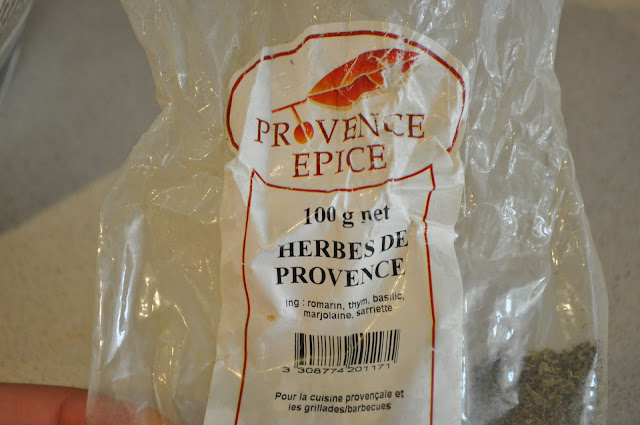 PROVENCE
EPICE
100 g net
HERBES DE
PROVENCE
ing : romarin, thym, basilic,
marjolaine, sarriette
3 308774 201171
Pour la cuisine provençale et
les grillades/barbecues